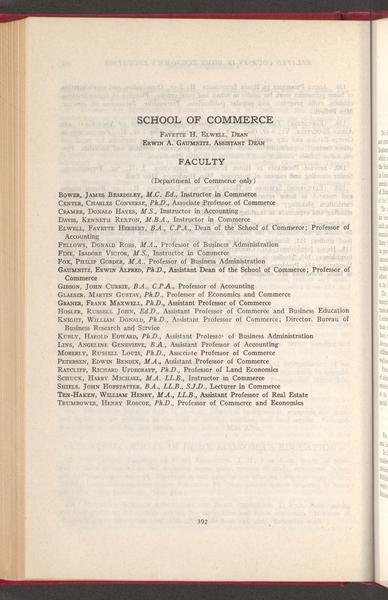 SCHOOL OF COMMERCE
FAYETTE H. ELWELL, DEAN
ERWIN A. GAUMNITZ, ASSISTANT DEAN
FACULTY
(Department of Commerce only)
BOWER, JAMES BEARDSLEY, M.C. Ed., Instructor in Commerce
CENTER, CHARLES CONVERSE, Ph.D., Associate Professor of Commerce
CRAMER, DONALD HAYES, M.S., Instructor in Accounting
DAVIS, KENNETH REXTON, M.B.A., Instructor in Commerce
ELWELL, FAYETTE HERBERT, B.A., C.P.A., Dean of the School of Commerce; Professor of
Accounting
FELLOWS, DONALD ROSS, M.A., Professor of Business Administration
FINE, ISADORE VICTOR, M.S., Instructor in Commerce
FOX, PHILIP GORDER, M.A., Professor of Business Administration
GAUMNITZ, ERWIN ALFRED, Ph.D., Assistant Dean of the School of Commerce; Professor of
Commerce
GIBSON, JOHN CURRIE, B.A., C.P.A., Professor of Accounting
GLAESER, MARTIN GUSTAV, Ph.D., Professor of Economics and Commerce
GRANER, FRANK MAXWELL, Ph.D., Assistant Professor of Commerce
HOSLER, RUSSELL JOHN, Ed.D., Assistant Professor of Commerce and Business Education
KNIGHT, WILLIAM DONALD, Ph.D., Assistant Professor of Commerce; Director, Bureau of
Business Research and Service
KUBLY, HAROLD EDWARD, Ph.D., Assistant Professor of Business Administration
LINS, ANGELINE GENEVIEVE, B.A., Assistant Professor of Accounting
MOBERLY, RUSSELL LOUIS, Ph.D., Associate Professor of Commerce
PETERSEN, EDWIN BENNIX, M.A., Assistant Professor of Commerce
RATCLIFF, RICHARD UPDEGRAFF, Ph.D., Professor of Land Economics
SCHUCK, HARRY MICHAEL, M.A. LL.B., Instructor in Commerce
SHIELS, JOHN HOFSTATTER, B.A., LL.B., S.J.D., Lecturer in Commerce
TEN-HAKEN, WILLIAM HENRY, M.A., LL.B., Assistant Professor of Real Estate
TRUMBOWER, HENRY ROSCOE, Ph.D., Professor of Commerce and Economics
392